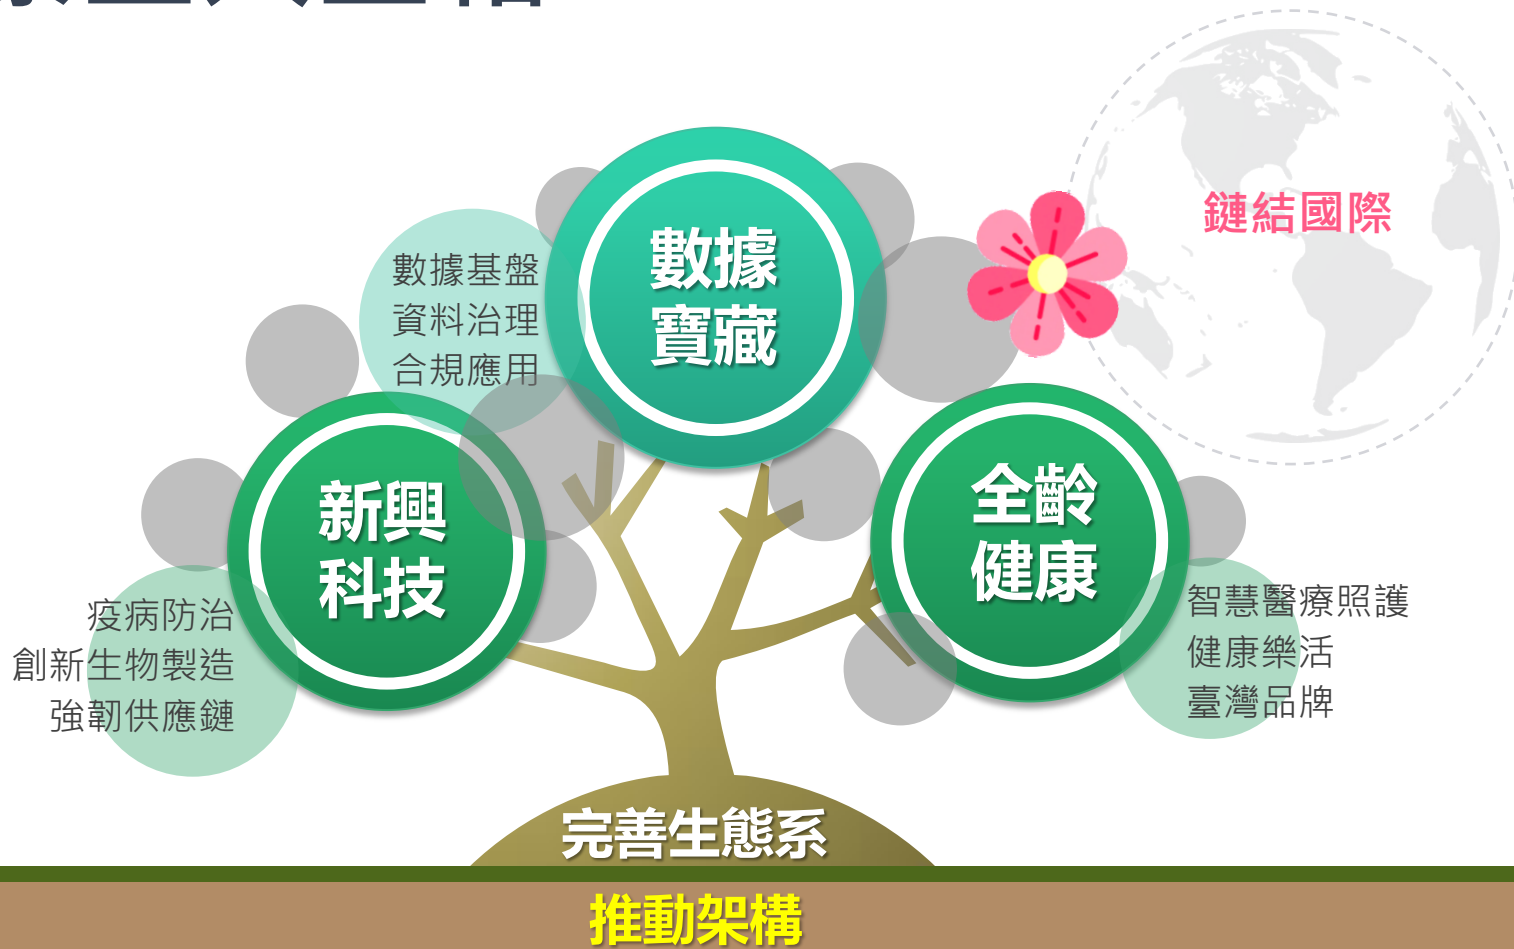 鏈結國際
數據
寶藏
數據基盤
資料治理
合規應用
新興
科技
疫病防治
創新生物製造
強韌供應鏈
全齡
健康
智慧醫療照護
健康樂活
臺灣品牌
完善生態系
推動架構